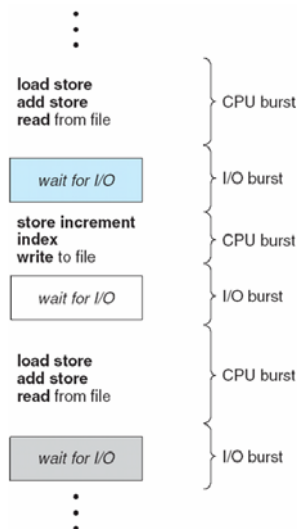 load store
add store
read from file
CPU burst
wait for I/O
I/O burst
store increment
index
write to file
CPU burst
wait for I/O
I/O burst
load store
add store
read from file
CPU burst
wait for I/O
I/O burst